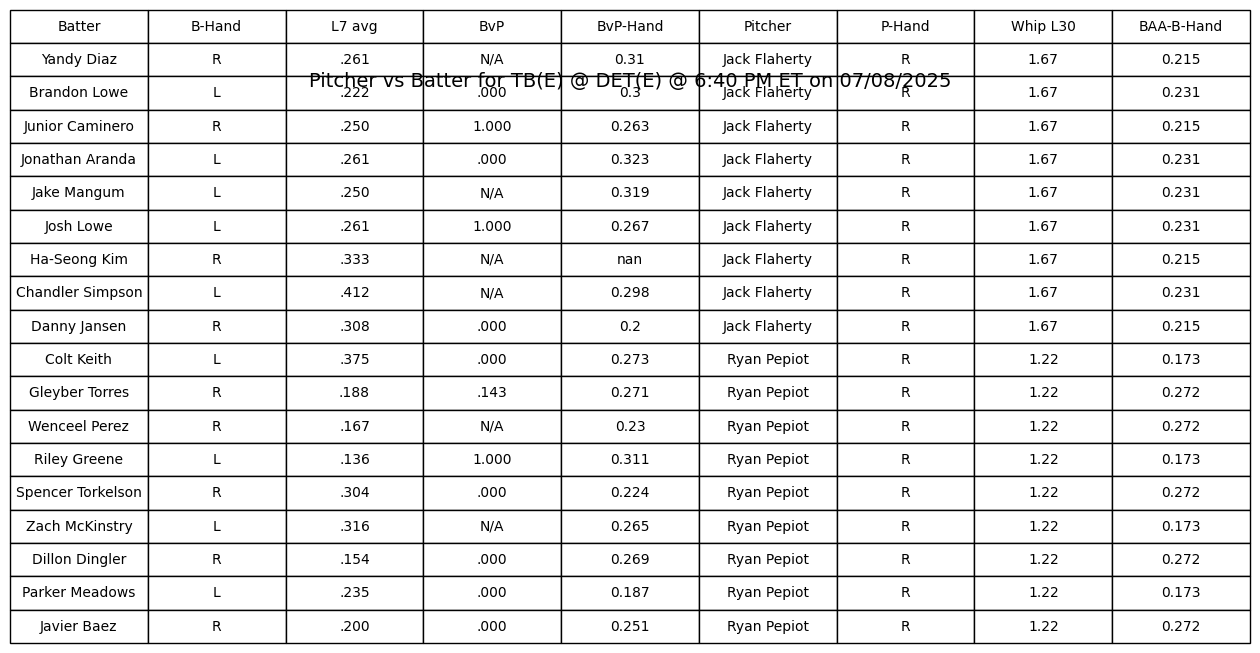 Batter B-Hand L7 avg BvP BvP-Hand Pitcher P-Hand Whip L30 BAA-B-Hand
Yandy Diaz R .261 N/A 0.31 Jack Flaherty R 1.67 0.215
Pitcher vs Batter for TB(E) @ DET(E) @ 6:40 PM ET on 07/08/2025
Brandon Lowe L .222 .000 0.3 Jack Flaherty R 1.67 0.231
Junior Caminero R .250 1.000 0.263 Jack Flaherty R 1.67 0.215
Jonathan Aranda L .261 .000 0.323 Jack Flaherty R 1.67 0.231
Jake Mangum L .250 N/A 0.319 Jack Flaherty R 1.67 0.231
Josh Lowe L .261 1.000 0.267 Jack Flaherty R 1.67 0.231
Ha-Seong Kim R .333 N/A nan Jack Flaherty R 1.67 0.215
Chandler Simpson L .412 N/A 0.298 Jack Flaherty R 1.67 0.231
Danny Jansen R .308 .000 0.2 Jack Flaherty R 1.67 0.215
Colt Keith L .375 .000 0.273 Ryan Pepiot R 1.22 0.173
Gleyber Torres R .188 .143 0.271 Ryan Pepiot R 1.22 0.272
Wenceel Perez R .167 N/A 0.23 Ryan Pepiot R 1.22 0.272
Riley Greene L .136 1.000 0.311 Ryan Pepiot R 1.22 0.173
Spencer Torkelson R .304 .000 0.224 Ryan Pepiot R 1.22 0.272
Zach McKinstry L .316 N/A 0.265 Ryan Pepiot R 1.22 0.173
Dillon Dingler R .154 .000 0.269 Ryan Pepiot R 1.22 0.272
Parker Meadows L .235 .000 0.187 Ryan Pepiot R 1.22 0.173
Javier Baez R .200 .000 0.251 Ryan Pepiot R 1.22 0.272